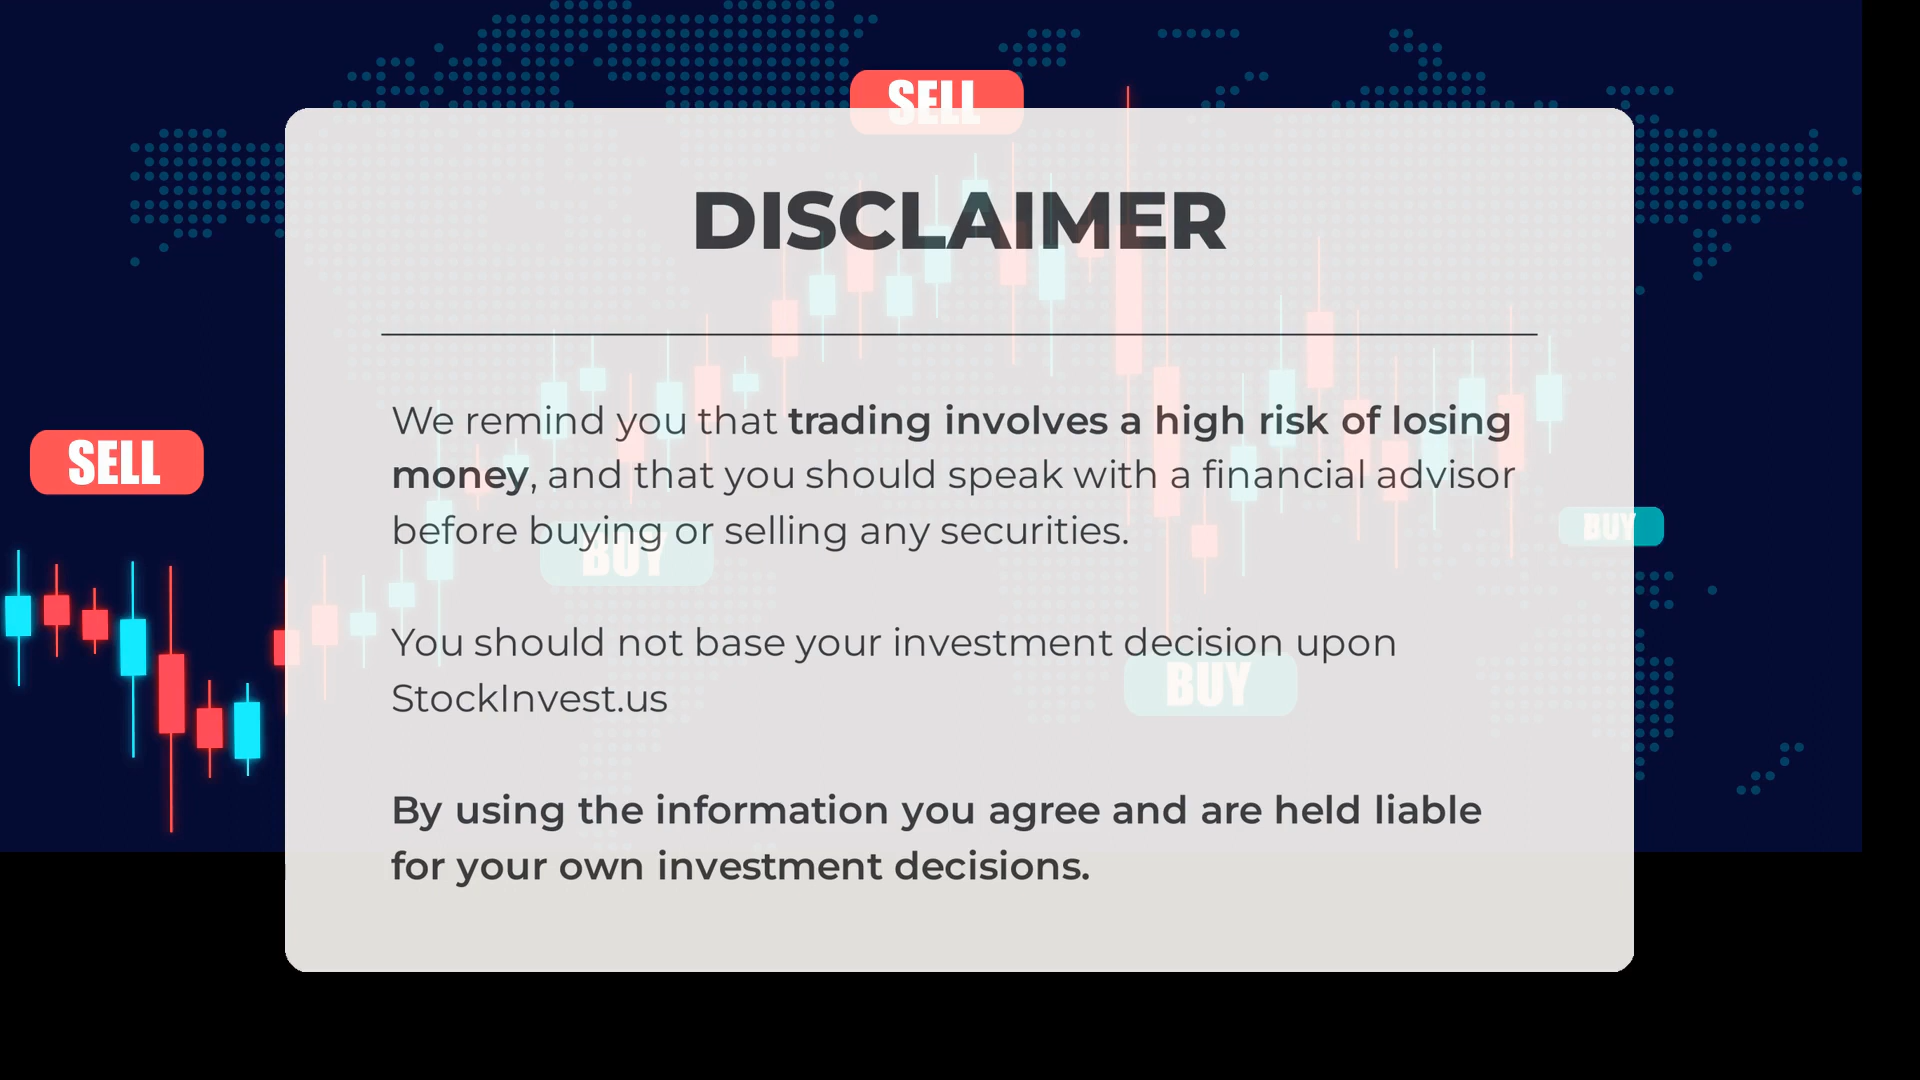 SELL
DISCLAIMER
We remind you that trading involves a high risk of losing
money, and that you should speak with a financial advisor
before buying or selling any securities.
SELL
BUY
BUY
You should not base your investment decision upon
StockInvest.us
BUY
By using the information you agree and are held liable
for your own investment decisions.